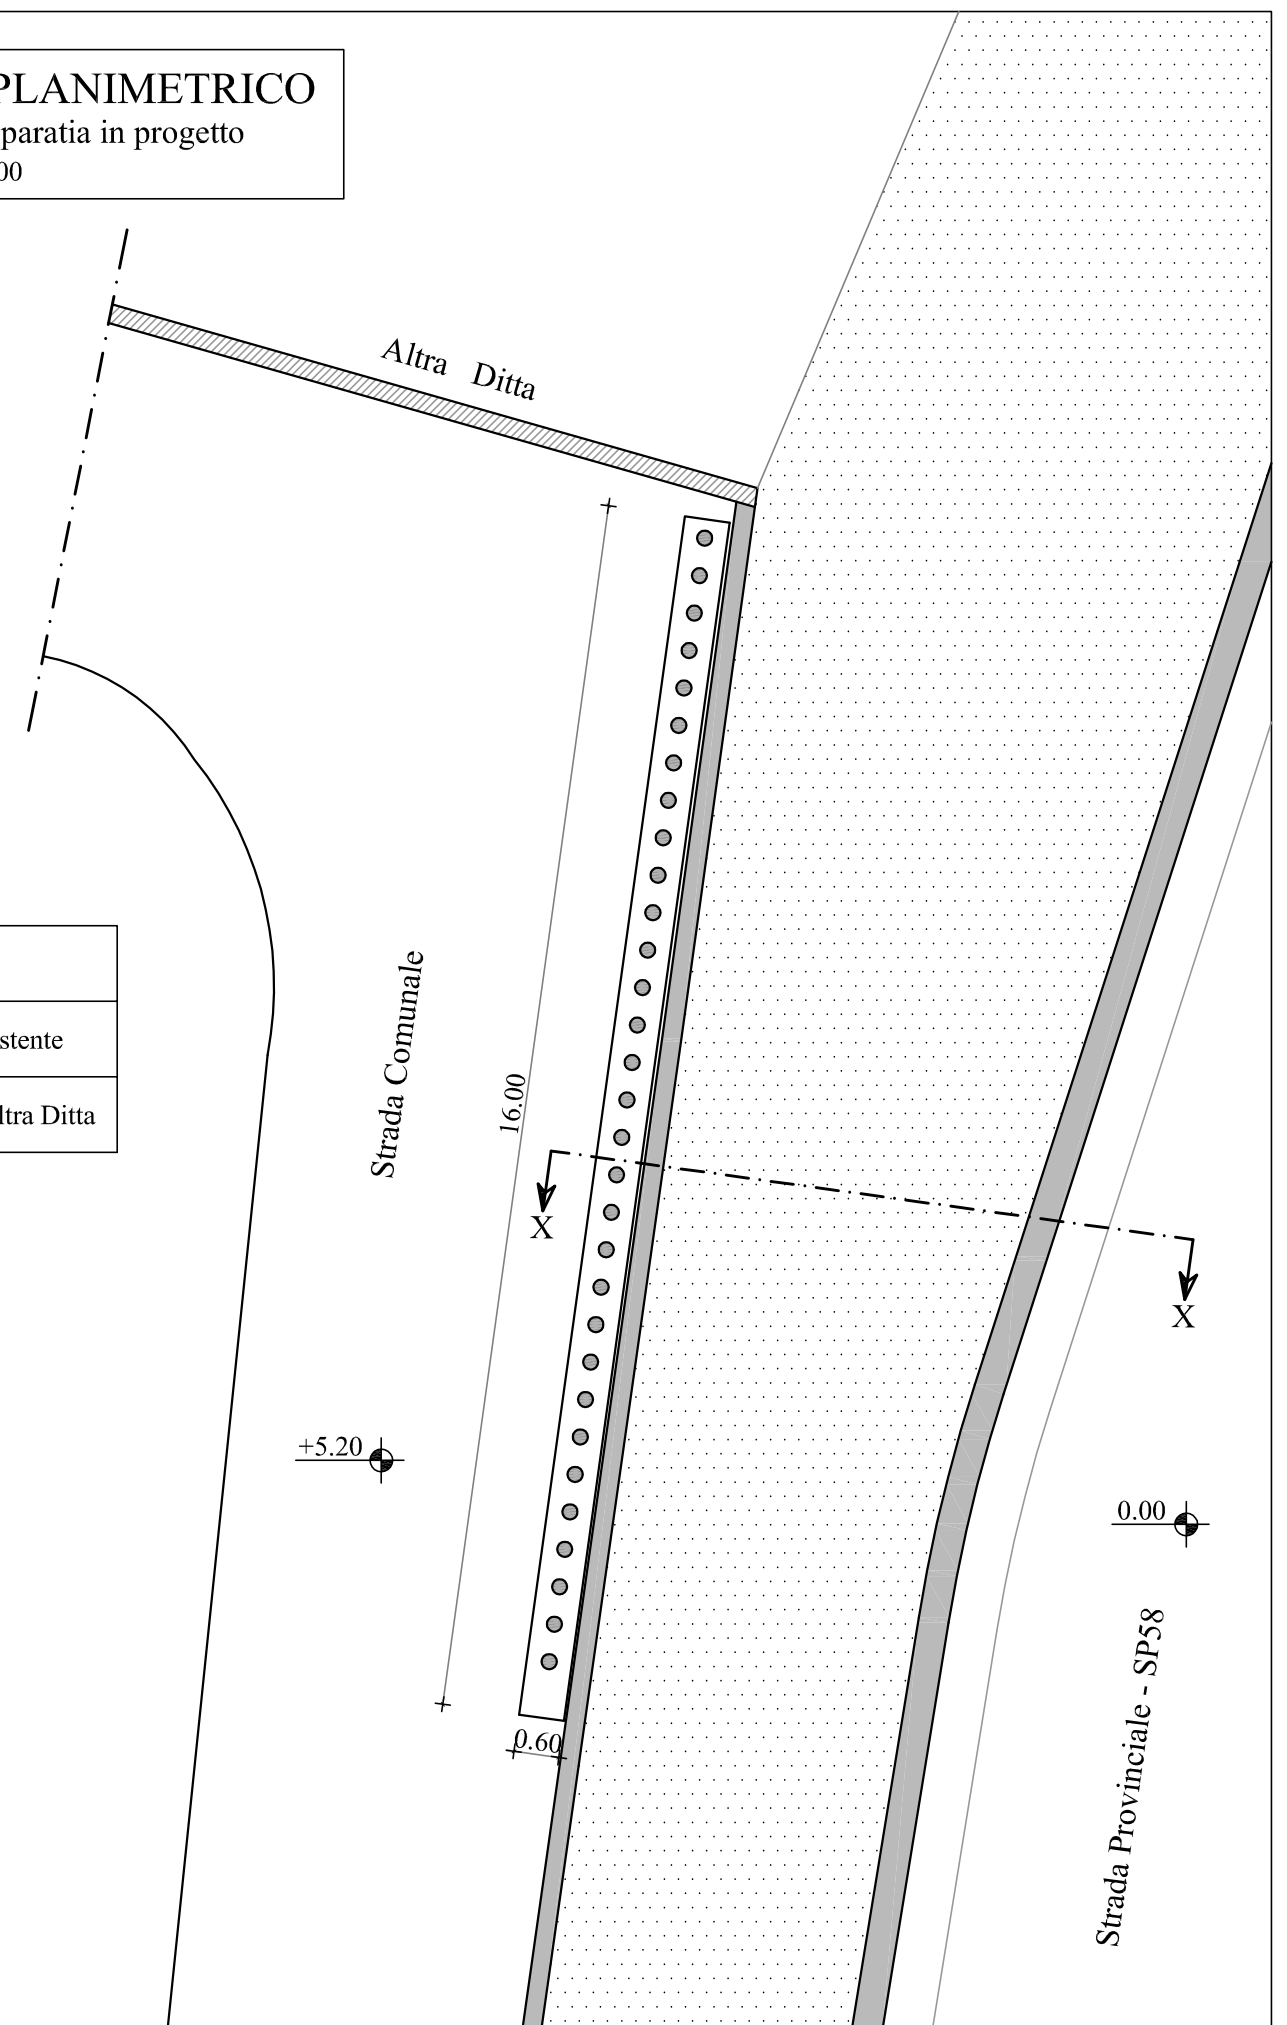 PLANIMETRICO
paratia in progetto
00
Altra Ditta
Strada Comunale
16.00
stente
ltra Ditta
X
X
+5.20
0.00
Strada Provinciale - SP58
0.60